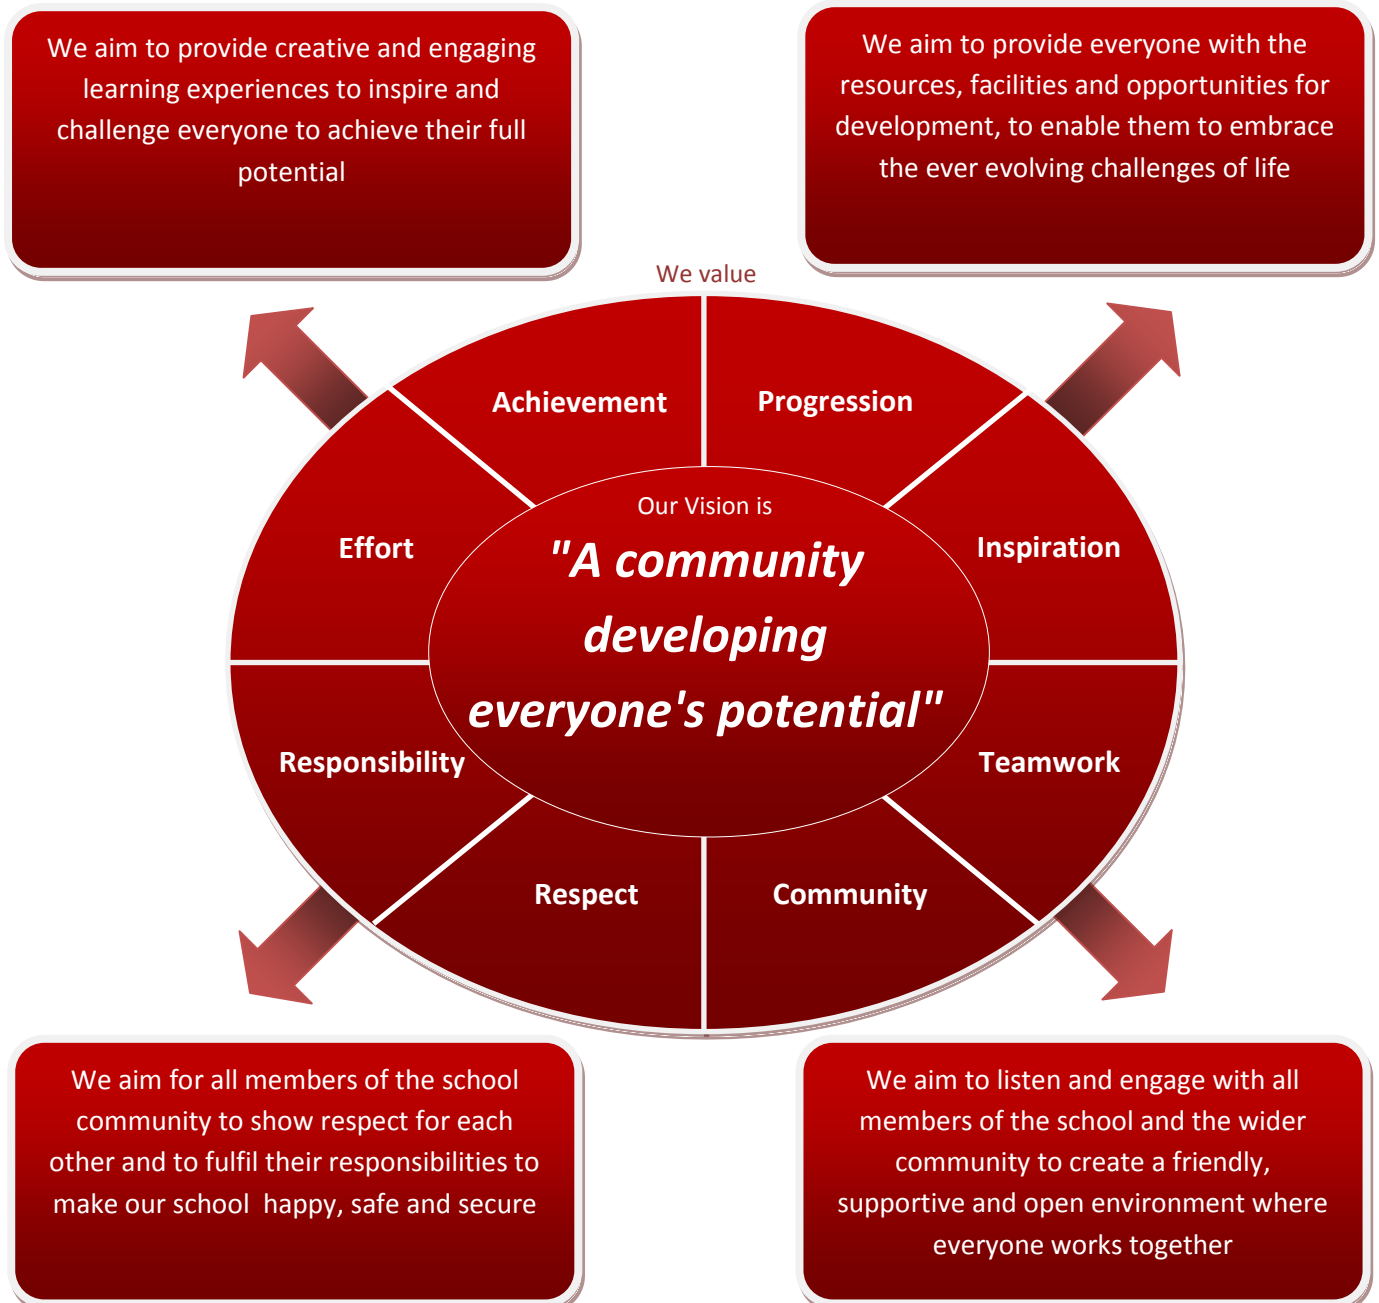 We aim to provide creative and engaging
learning experiences to inspire and
challenge everyone to achieve their full
potential
We aim to provide everyone with the
resources, facilities and opportunities for
development, to enable them to embrace
the ever evolving challenges of life
We value
Achievement
Progression
Effort
Inspiration
Our Vision is
"A community
developing
everyone's potential"
Responsibility
Teamwork
Respect
Community
We aim for all members of the school
community to show respect for each
other and to fulfil their responsibilities to
make our school  happy, safe and secure
We aim to listen and engage with all
members of the school and the wider
community to create a friendly,
supportive and open environment where
everyone works together